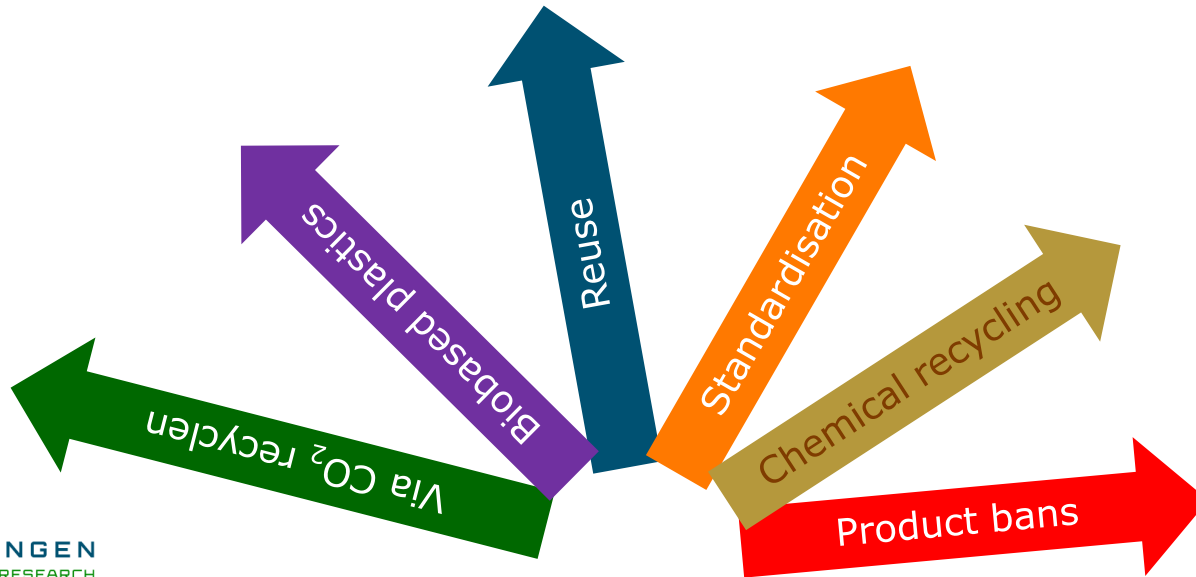 Via CO₂ recyclen
Biobased plastics
Reuse
Standardisation
Chemical recycling
Product bans
NGEN
RESEARCH